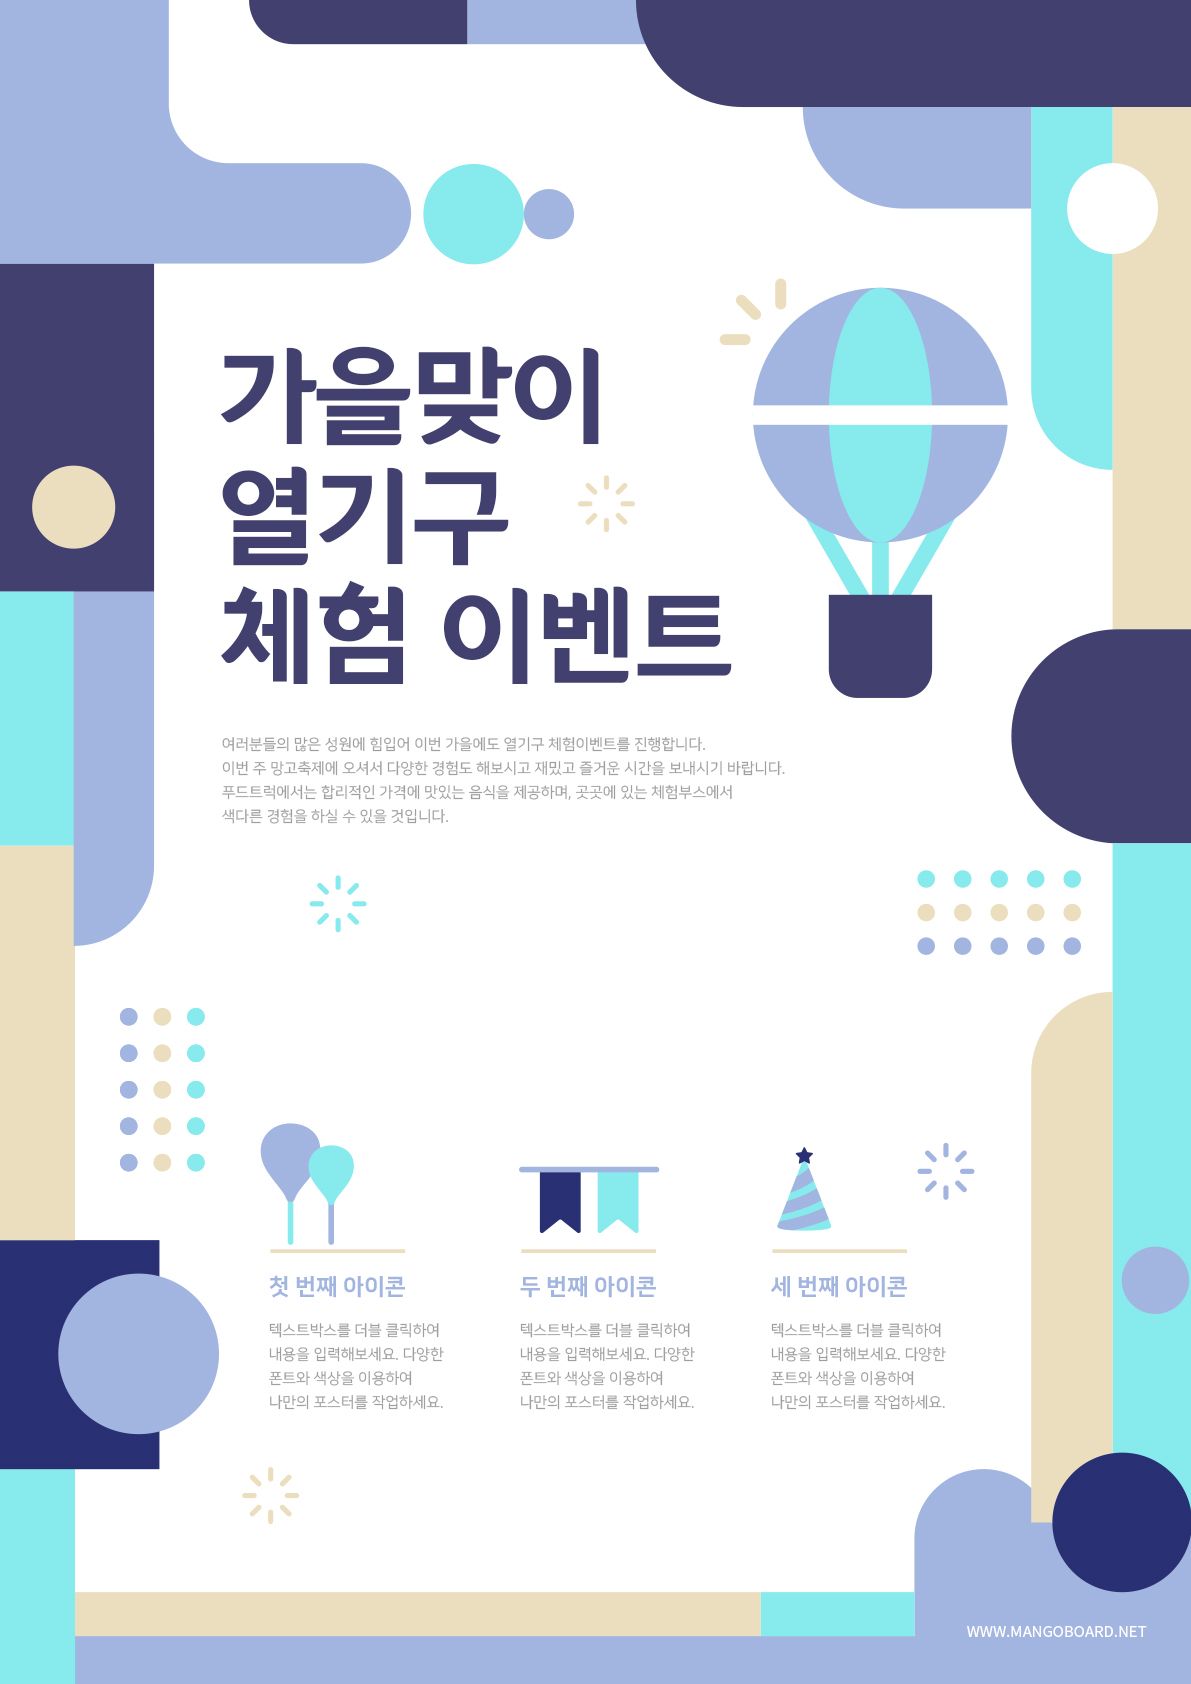 가을맞이
열기구
체험 이벤트
여러분들의 많은 성원에 힘입어 이번 가을에도 열기구 체험이벤트를 진행합니다.
이번 주 망고축제에 오셔서 다양한 경험도 해보시고 재밌고 즐거운 시간을 보내시기 바랍니다.
푸드트럭에서는 합리적인 가격에 맛있는 음식을 제공하며, 곳곳에 있는 체험부스에서
색다른 경험을 하실 수 있을 것입니다.
첫 번째 아이콘
텍스트박스를 더블 클릭하여
내용을 입력해보세요. 다양한
폰트와 색상을 이용하여
나만의 포스터를 작업하세요.
두 번째 아이콘
텍스트박스를 더블 클릭하여
내용을 입력해보세요. 다양한
폰트와 색상을 이용하여
나만의 포스터를 작업하세요.
세 번째 아이콘
텍스트박스를 더블 클릭하여
내용을 입력해보세요. 다양한
폰트와 색상을 이용하여
나만의 포스터를 작업하세요.
WWW.MANGOBOARD.NET